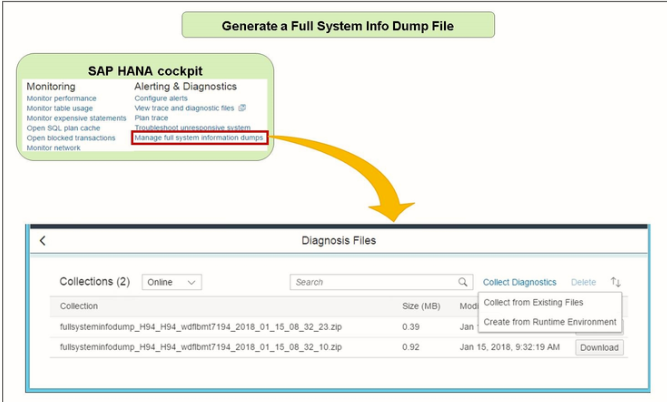 Generate a Full System Info Dump File
SAP HANA cockpit
Monitoring
Monitor performance
Monitor table usage
Monitor expensive statements
Open SQL plan cache
Open blocked transactions
Monitor network
Alerting & Diagnostics
Configure alerts
View trace and diagnostic files
Plan trace
Troubleshoot unresponsive system
Manage full system information dumps
Diagnosis Files
Collections (2) Online Search Collect Diagnostics Delete
Collect from Existing Files
Create from Runtime Environment
Collection Size (MB)
fullsysteminfodump_H94_H94_wdflbmt7194_2018_01_15_08_32_23.zip 0.39 Jan
fullsysteminfodump_H94_H94_wdflbmt7194_2018_01_15_08_32_10.zip 0.92 Jan 15, 2018, 9:32:19 AM Download